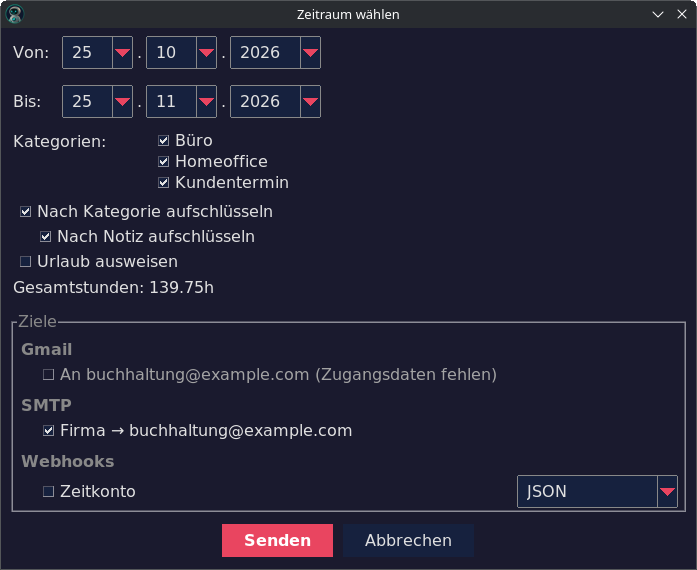 Zeitraum wählen
Von: 25 . 10 . 2026
Bis: 25 . 11 . 2026
Kategorien: Büro
Homeoffice
Kundentermin
Nach Kategorie aufschlüsseln
Nach Notiz aufschlüsseln
Urlaub ausweisen
Gesamtstunden: 139.75h
Ziele
Gmail
An buchhaltung@example.com (Zugangsdaten fehlen)
SMTP
Firma → buchhaltung@example.com
Webhooks
Zeitkonto JSON
Senden Abbrechen